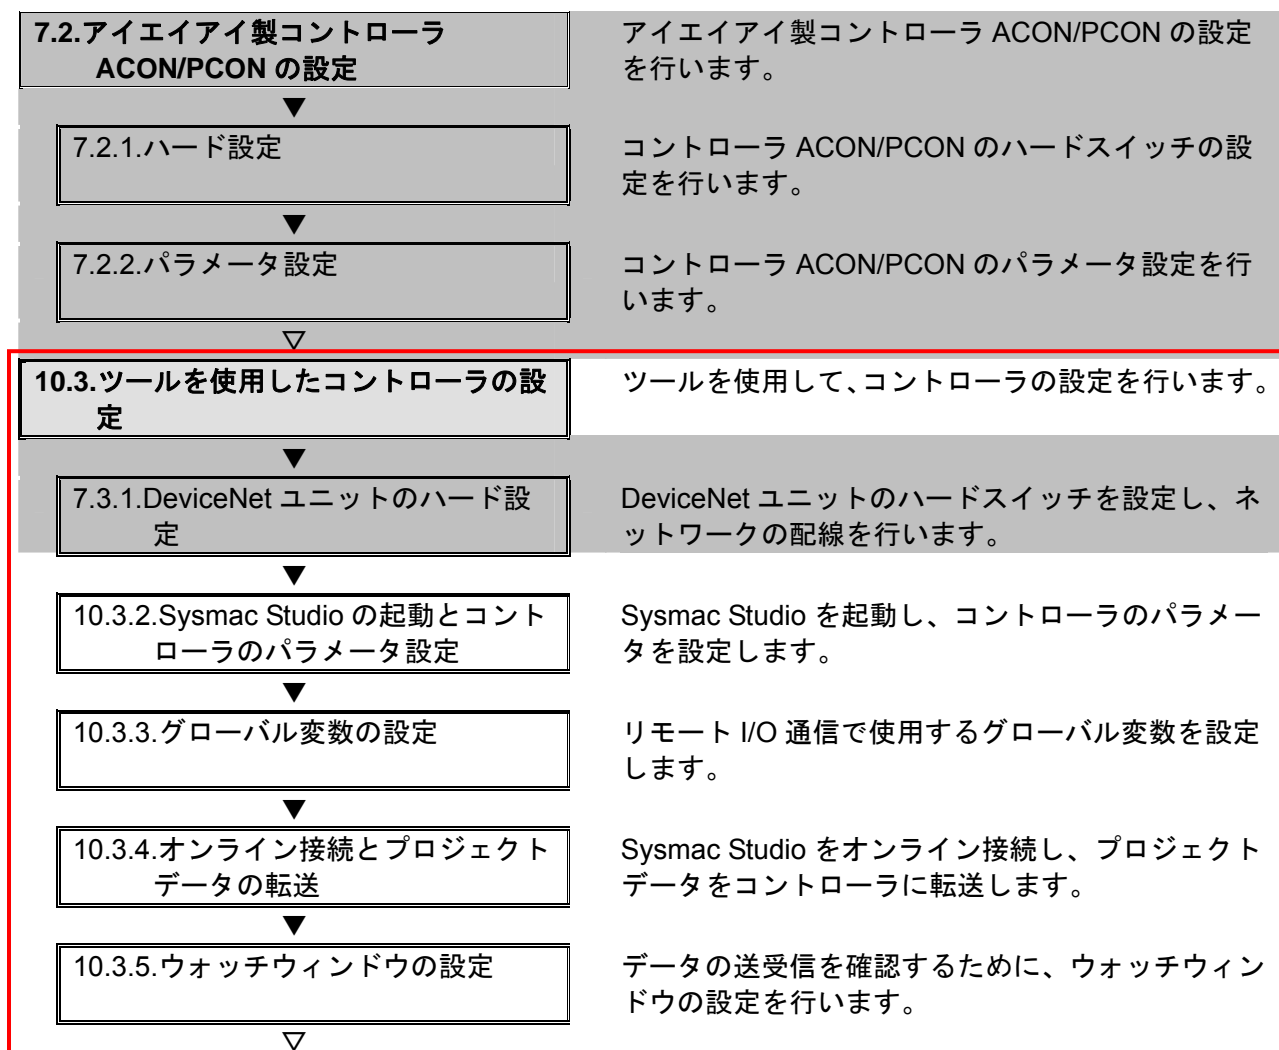 7.2.アイエイアイ製コントローラ
ACON/PCON の設定
アイエイアイ製コントローラ ACON/PCON の設定
を行います。
▼
7.2.1.ハード設定
コントローラ ACON/PCON のハードスイッチの設
定を行います。
▼
7.2.2.パラメータ設定
コントローラ ACON/PCON のパラメータ設定を行
います。
▽
10.3.ツールを使用したコントローラの設
定
ツールを使用して、コントローラの設定を行います。
▼
7.3.1.DeviceNet ユニットのハード設
定
DeviceNet ユニットのハードスイッチを設定し、ネ
ットワークの配線を行います。
▼
10.3.2.Sysmac Studio の起動とコント
ローラのパラメータ設定
Sysmac Studio を起動し、コントローラのパラメー
タを設定します。
▼
10.3.3.グローバル変数の設定
リモート I/O 通信で使用するグローバル変数を設定
します。
▼
10.3.4.オンライン接続とプロジェクト
データの転送
Sysmac Studio をオンライン接続し、プロジェクト
データをコントローラに転送します。
▼
10.3.5.ウォッチウィンドウの設定
データの送受信を確認するために、ウォッチウィン
ドウの設定を行います。
▽